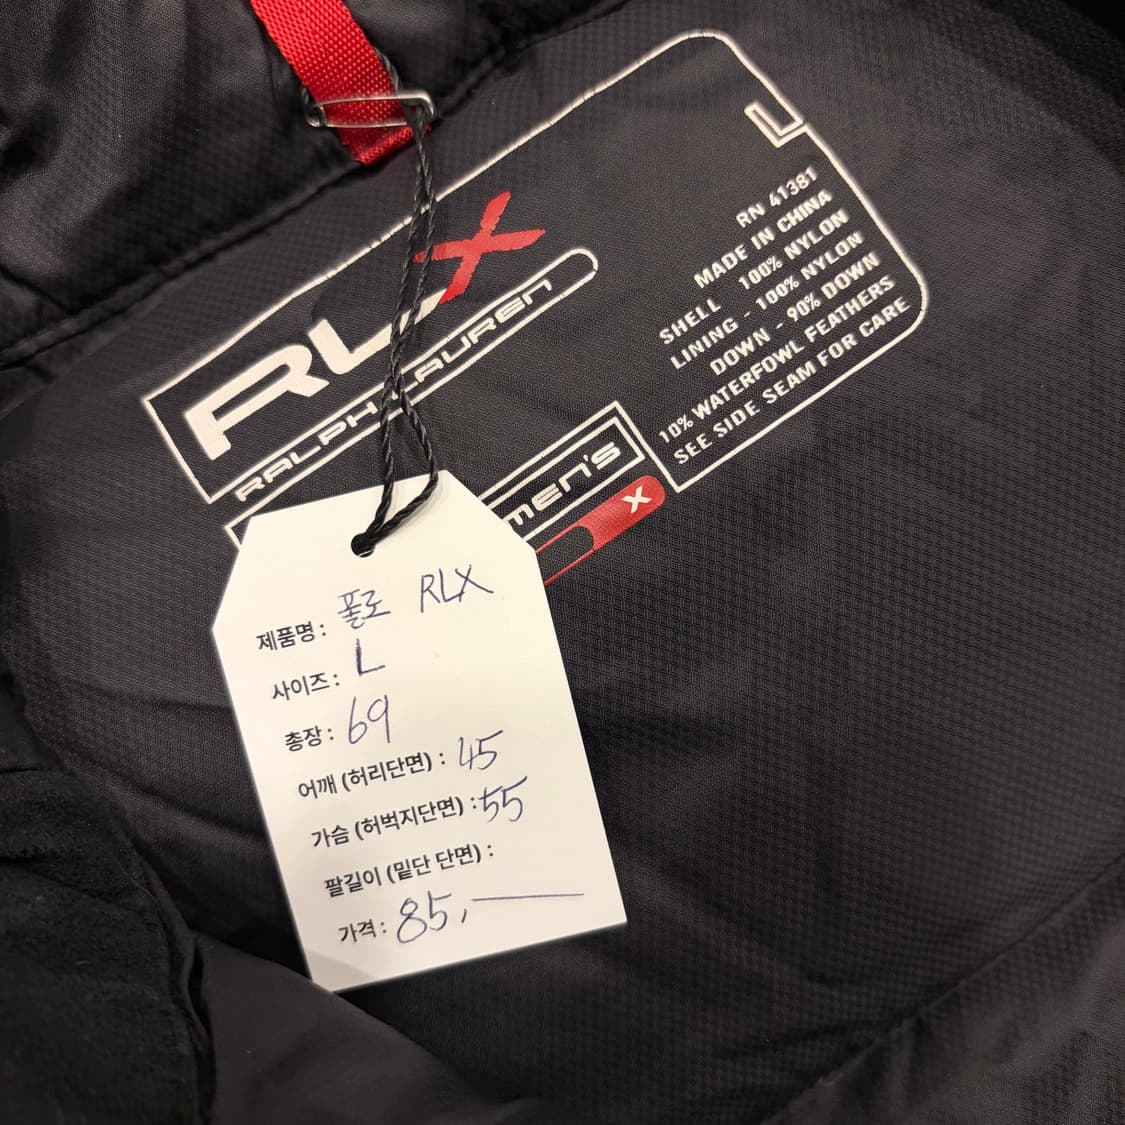 RLX
RALPH LAUREN
MEN'S
X
L
RN 41381
MADE IN CHINA
SHELL 100% NYLON
LINING - 100% NYLON
DOWN - 90% DOWN
10% WATERFOWL FEATHERS
SEE SIDE SEAM FOR CARE
제품명 : 폴로 RLX
사이즈 : L
총장 : 69
어깨 (허리단면) : 45
가슴 (허벅지단면) : 55
팔길이 (밑단 단면) :
가격 : 85,—